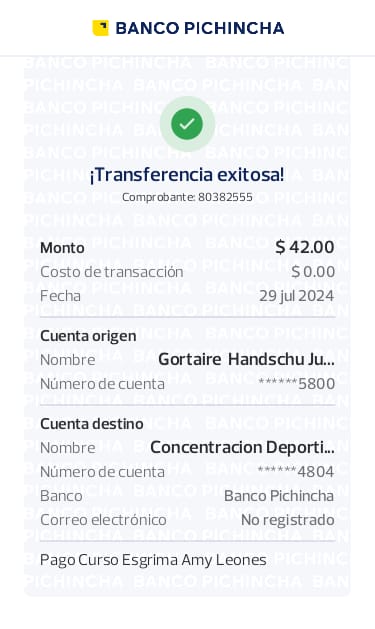 BANCO PICHINCHA
¡Transferencia exitosa!
Comprobante: 80382555
Monto $ 42.00
Costo de transacción $ 0.00
Fecha 29 jul 2024
Cuenta origen
Nombre Gortaire Handschu Ju...
Número de cuenta ******5800
Cuenta destino
Nombre Concentracion Deporti...
Número de cuenta ******4804
Banco Banco Pichincha
Correo electrónico No registrado
Pago Curso Esgrima Amy Leones